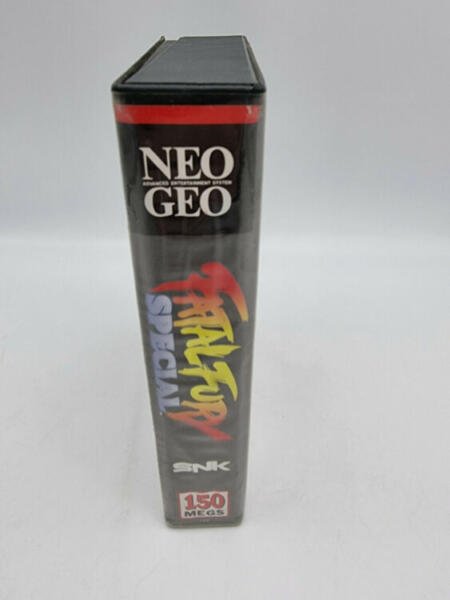 NEO
ADVANCED ENTERTAINMENT SYSTEM
GEO
FATAL FURY
SPECIAL
SNK
150
MEGS